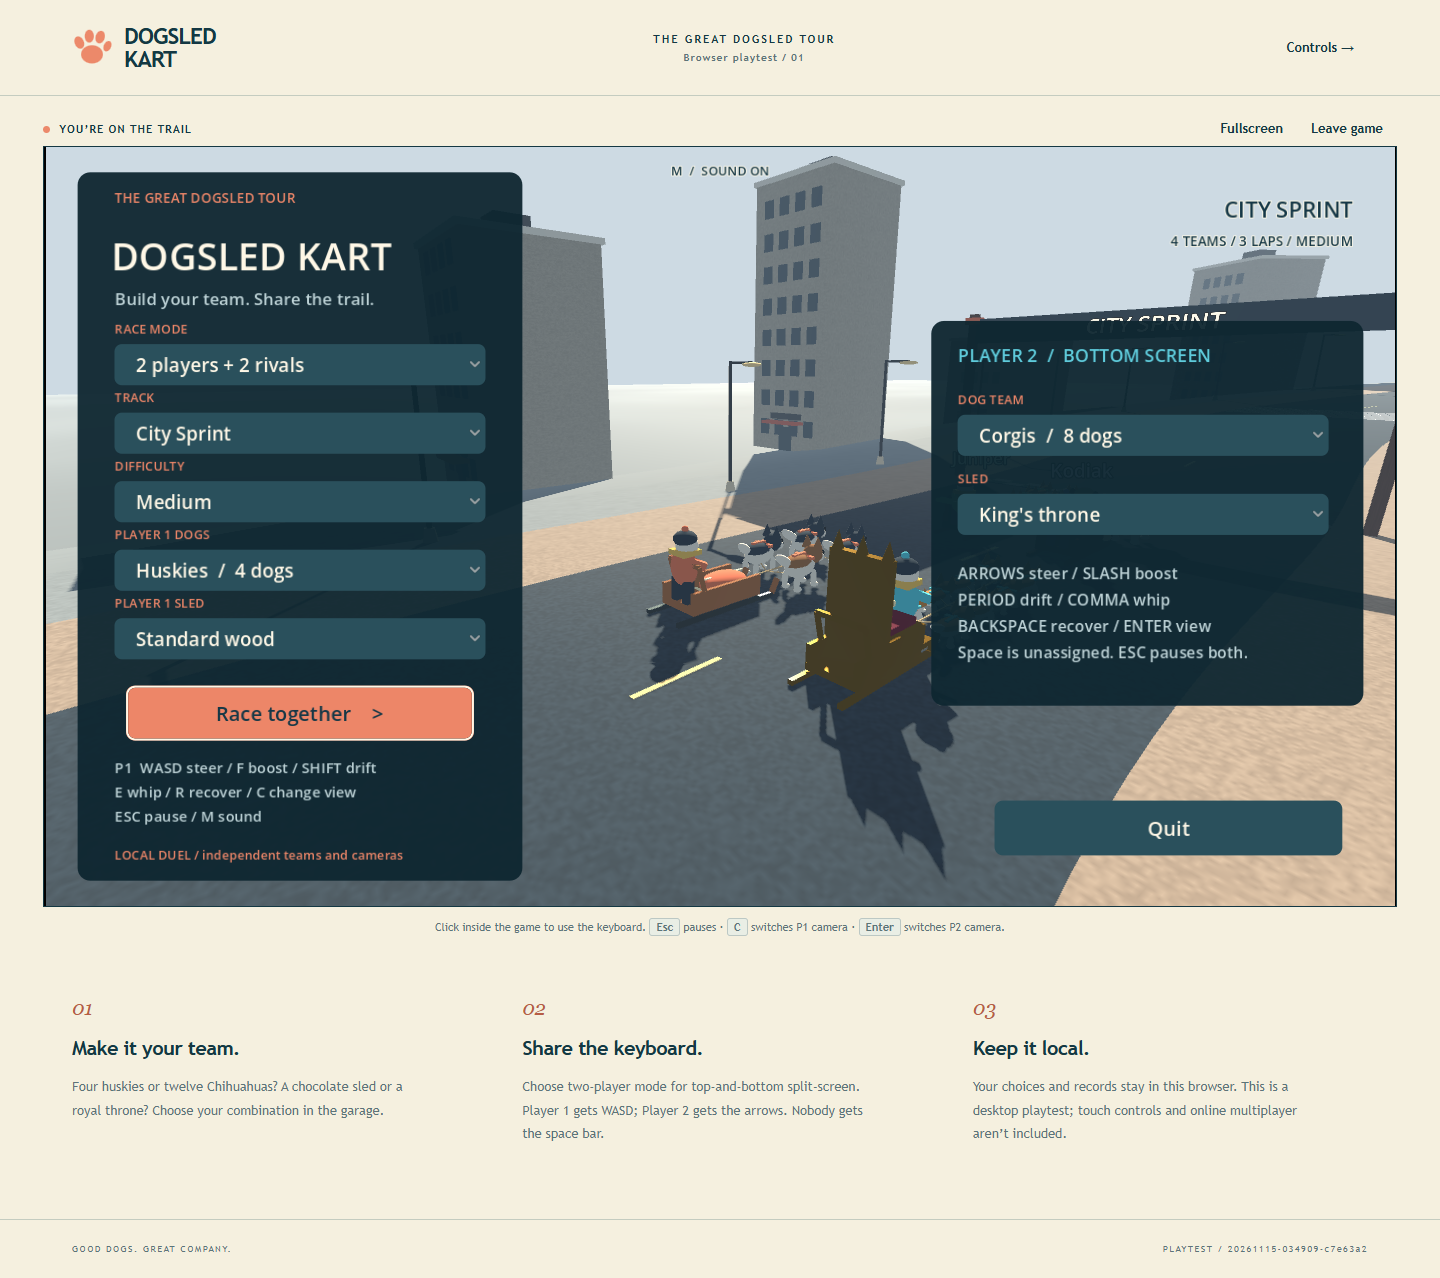 DOGSLED
KART
THE GREAT DOGSLED TOUR
Browser playtest / 01
Controls →
YOU'RE ON THE TRAIL
Fullscreen
Leave game
M / SOUND ON
THE GREAT DOGSLED TOUR
DOGSLED KART
Build your team. Share the trail.
RACE MODE
2 players + 2 rivals
TRACK
City Sprint
DIFFICULTY
Medium
PLAYER 1 DOGS
Huskies / 4 dogs
PLAYER 1 SLED
Standard wood
Race together >
P1 WASD steer / F boost / SHIFT drift
E whip / R recover / C change view
ESC pause / M sound
LOCAL DUEL / independent teams and cameras
CITY SPRINT
4 TEAMS / 3 LAPS / MEDIUM
CITY SPRINT
PLAYER 2 / BOTTOM SCREEN
DOG TEAM
Corgis / 8 dogs
Kodiak
SLED
King's throne
ARROWS steer / SLASH boost
PERIOD drift / COMMA whip
BACKSPACE recover / ENTER view
Space is unassigned. ESC pauses both.
Quit
Click inside the game to use the keyboard. Esc pauses · C switches P1 camera · Enter switches P2 camera.
01
Make it your team.
Four huskies or twelve Chihuahuas? A chocolate sled or a
royal throne? Choose your combination in the garage.
02
Share the keyboard.
Choose two-player mode for top-and-bottom split-screen.
Player 1 gets WASD; Player 2 gets the arrows. Nobody gets
the space bar.
03
Keep it local.
Your choices and records stay in this browser. This is a
desktop playtest; touch controls and online multiplayer
aren't included.
GOOD DOGS. GREAT COMPANY.
PLAYTEST / 20261115-034909-c7e63a2